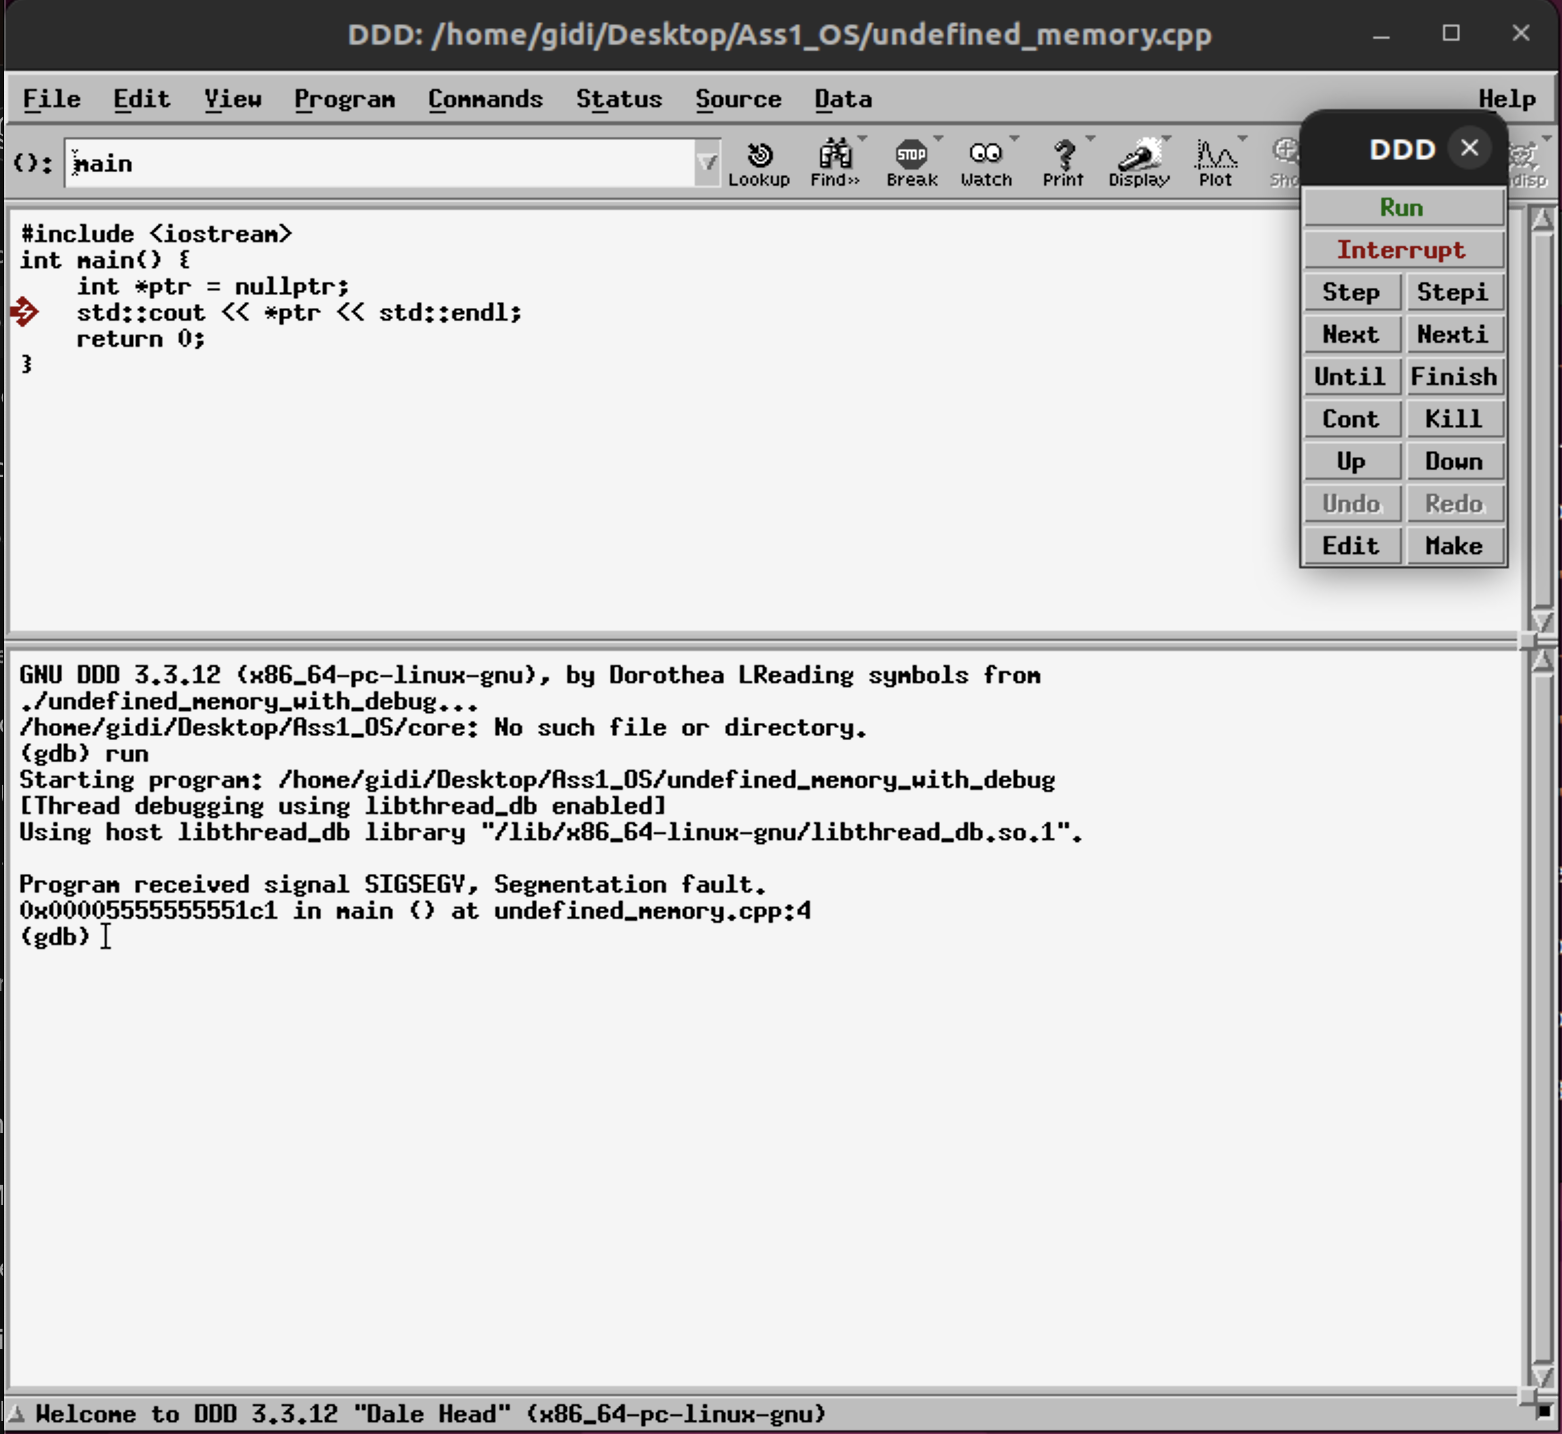 DDD: /home/gidi/Desktop/Ass1_OS/undefined_memory.cpp
File Edit View Program Commands Status Source Data Help
(): main
Lookup Find>> Break Watch Print Display Plot
DDD
Run
Interrupt
Step Stepi
Next Nexti
Until Finish
Cont Kill
Up Down
Undo Redo
Edit Make
#include <iostream>
int main() {
    int *ptr = nullptr;
    std::cout << *ptr << std::endl;
    return 0;
}
GNU DDD 3.3.12 (x86_64-pc-linux-gnu), by Dorothea LReading symbols from
./undefined_memory_with_debug...
/home/gidi/Desktop/Ass1_OS/core: No such file or directory.
(gdb) run
Starting program: /home/gidi/Desktop/Ass1_OS/undefined_memory_with_debug
[Thread debugging using libthread_db enabled]
Using host libthread_db library "/lib/x86_64-linux-gnu/libthread_db.so.1".
Program received signal SIGSEGV, Segmentation fault.
0x00005555555551c1 in main () at undefined_memory.cpp:4
(gdb)
Welcome to DDD 3.3.12 "Dale Head" (x86_64-pc-linux-gnu)